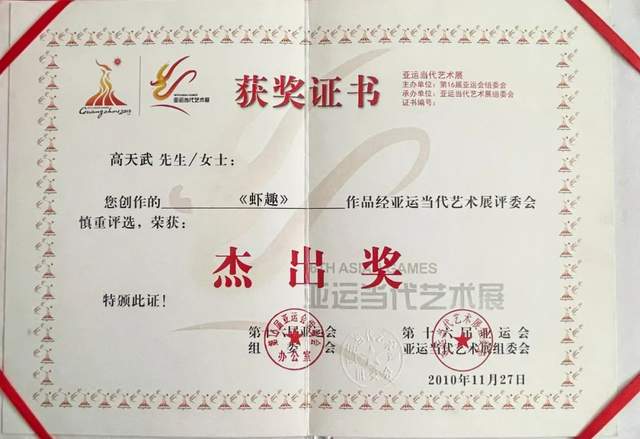 Guangzhou 2010
亚运当代艺术展
获奖证书
亚运当代艺术展
主办单位：第16届亚运会组委会
承办单位：亚运当代艺术展组委会
证书编号：
高天武 先生/女士：
您创作的《虾趣》作品经亚运当代艺术展评委会
慎重评选，荣获：
杰出奖
16TH ASIAN GAMES
亚运当代艺术展
特颁此证！
第十六届亚运会
组委会
办公室
第十六届亚运会
亚运当代艺术展组委会
2010年11月27日